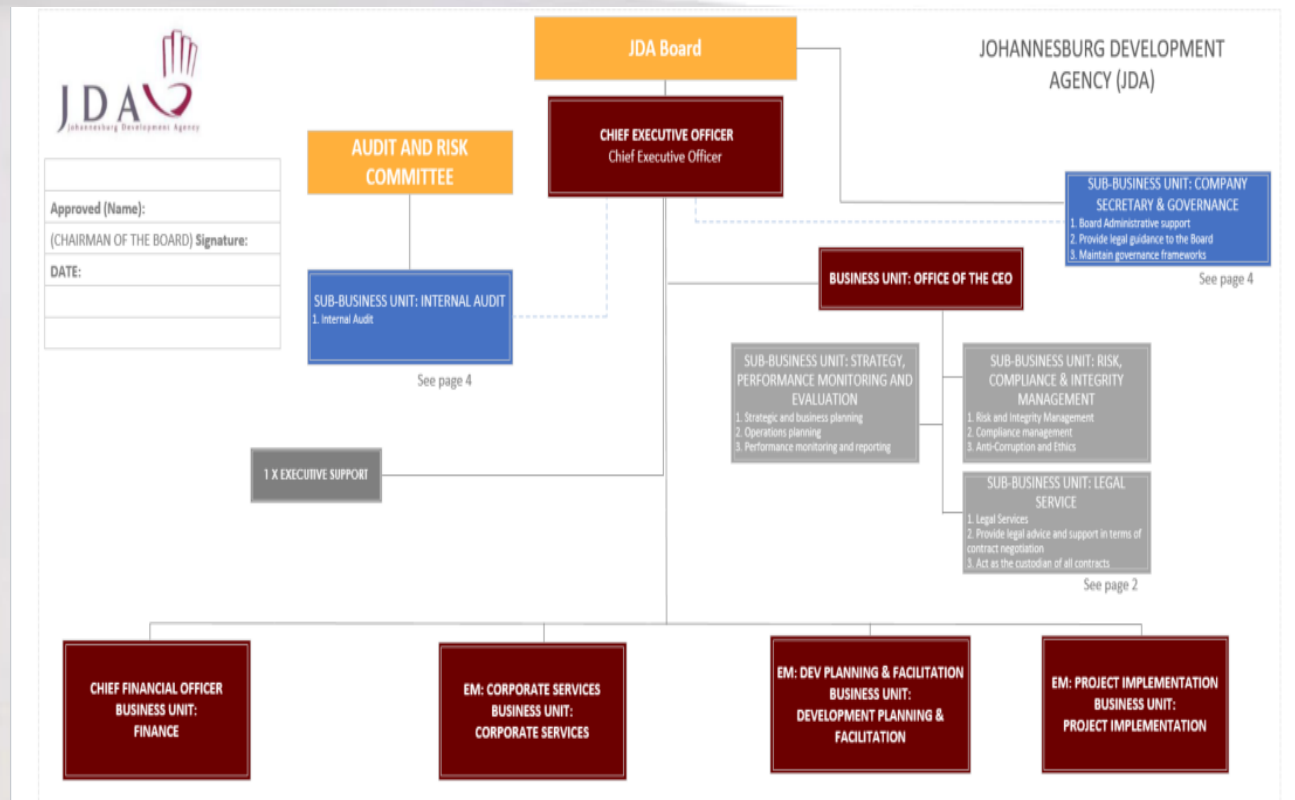 JDA
Johannesburg Development Agency
JDA Board
JOHANNESBURG DEVELOPMENT
AGENCY (JDA)
CHIEF EXECUTIVE OFFICER
Chief Executive Officer
AUDIT AND RISK
COMMITTEE
Approved (Name):
(CHAIRMAN OF THE BOARD) Signature:
DATE:
SUB-BUSINESS UNIT: COMPANY
SECRETARY & GOVERNANCE
1. Board Administrative support
2. Provide legal guidance to the Board
3. Maintain governance frameworks
See page 4
SUB-BUSINESS UNIT: INTERNAL AUDIT
1. Internal Audit
See page 4
BUSINESS UNIT: OFFICE OF THE CEO
SUB-BUSINESS UNIT: STRATEGY,
PERFORMANCE MONITORING AND
EVALUATION
1. Strategic and business planning
2. Operations planning
3. Performance monitoring and reporting
SUB-BUSINESS UNIT: RISK,
COMPLIANCE & INTEGRITY
MANAGEMENT
1. Risk and Integrity Management
2. Compliance management
3. Anti-Corruption and Ethics
1 X EXECUTIVE SUPPORT
SUB-BUSINESS UNIT: LEGAL
SERVICE
1. Legal Services
2. Provide legal advice and support in terms of
contract negotiation
3. Act as the custodian of all contracts
See page 2
CHIEF FINANCIAL OFFICER
BUSINESS UNIT:
FINANCE
EM: CORPORATE SERVICES
BUSINESS UNIT:
CORPORATE SERVICES
EM: DEV PLANNING & FACILITATION
BUSINESS UNIT:
DEVELOPMENT PLANNING &
FACILITATION
EM: PROJECT IMPLEMENTATION
BUSINESS UNIT:
PROJECT IMPLEMENTATION